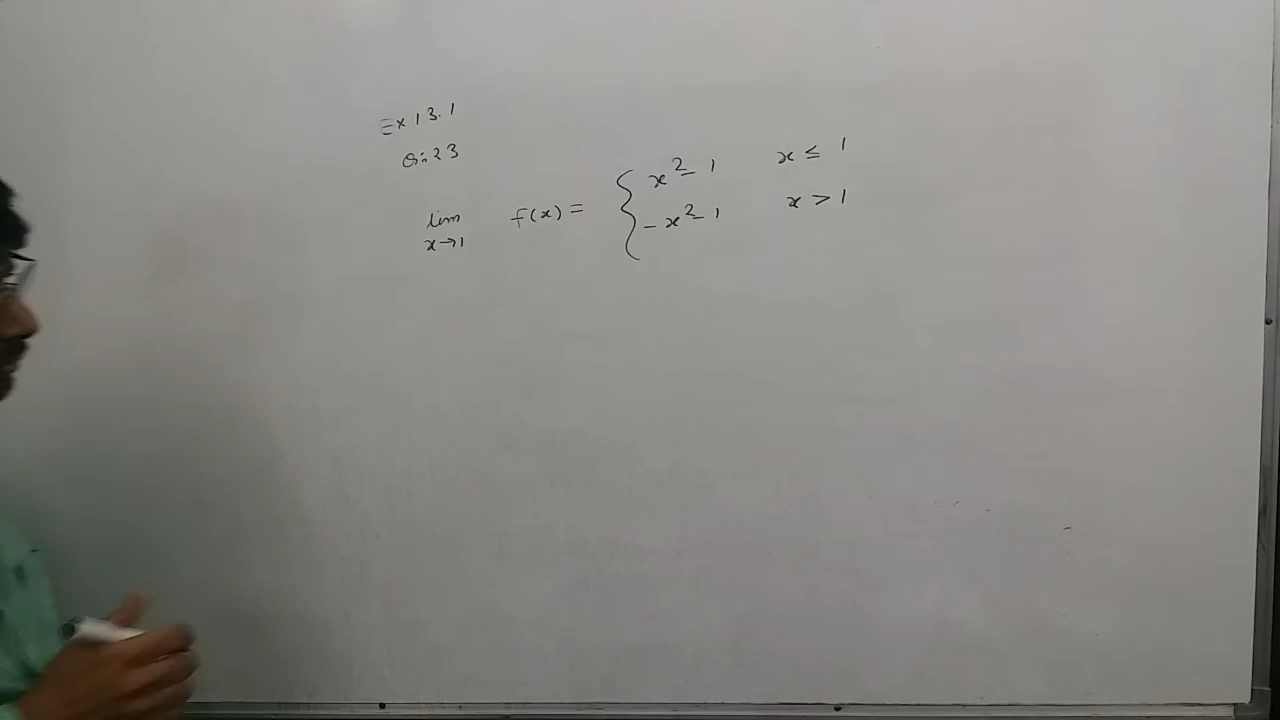 Ex 13.1
Q:23
lim f(x) = { x² - 1 x ≤ 1
x→1 - x² - 1 x > 1